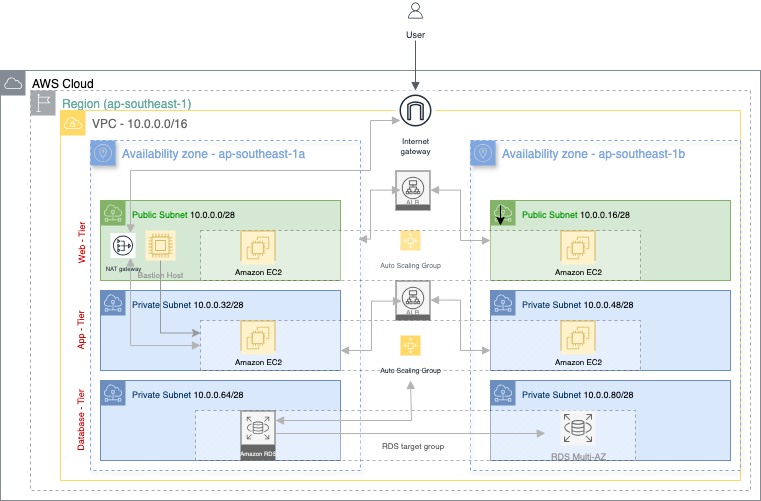 User
AWS Cloud
Region (ap-southeast-1)
VPC - 10.0.0.0/16
Internet
gateway
Availability zone - ap-southeast-1a
Availability zone - ap-southeast-1b
ALB
Public Subnet 10.0.0.0/28
Public Subnet 10.0.0.16/28
Web - Tier
NAT gateway
Bastion Host
Amazon EC2
Auto Scaling Group
Amazon EC2
ALB
Private Subnet 10.0.0.32/28
Private Subnet 10.0.0.48/28
App - Tier
Amazon EC2
Auto Scaling Group
Amazon EC2
Private Subnet 10.0.0.64/28
Private Subnet 10.0.0.80/28
Database - Tier
Amazon RDS
RDS target group
RDS Multi-AZ